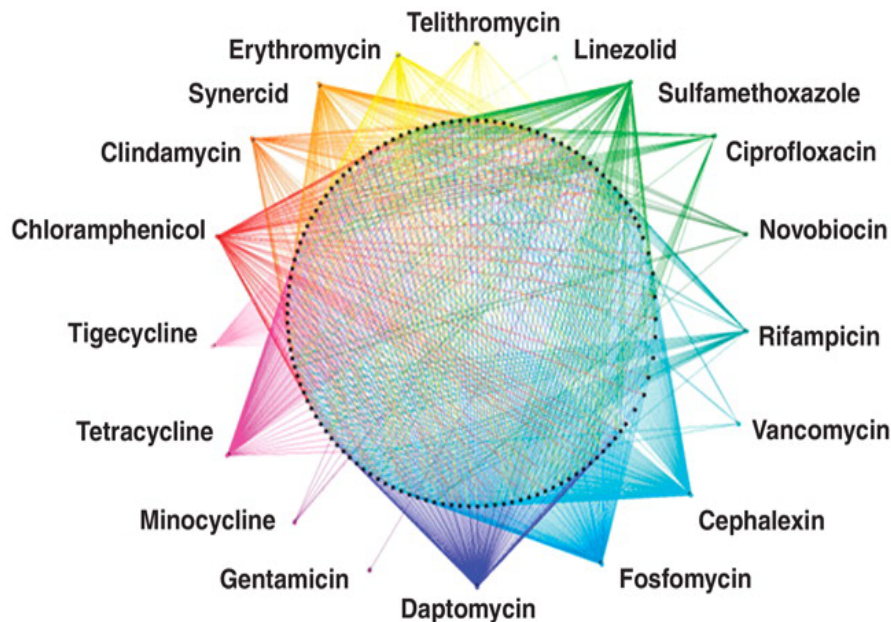 Telithromycin
Erythromycin
Linezolid
Synercid
Sulfamethoxazole
Clindamycin
Ciprofloxacin
Chloramphenicol
Novobiocin
Tigecycline
Rifampicin
Tetracycline
Vancomycin
Minocycline
Cephalexin
Gentamicin
Fosfomycin
Daptomycin